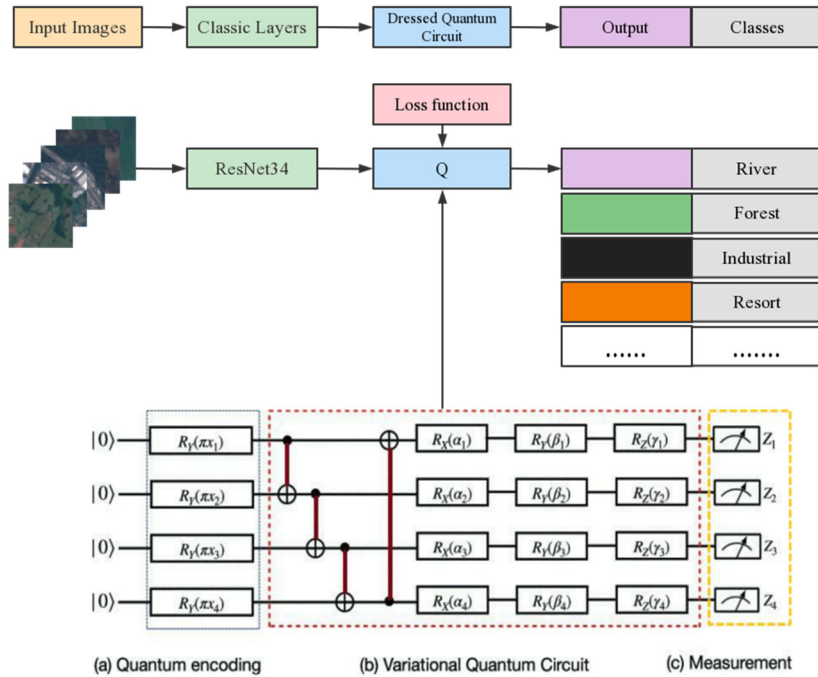 Input Images
Classic Layers
Dressed Quantum
Circuit
Output
Classes
Loss function
ResNet34
Q
River
Forest
Industrial
Resort
......
.......
|0⟩ R_Y(πx_1) R_X(α_1) R_Y(β_1) R_Z(γ_1) Z_1
|0⟩ R_Y(πx_2) R_X(α_2) R_Y(β_2) R_Z(γ_2) Z_2
|0⟩ R_Y(πx_3) R_X(α_3) R_Y(β_3) R_Z(γ_3) Z_3
|0⟩ R_Y(πx_4) R_X(α_4) R_Y(β_4) R_Z(γ_4) Z_4
(a) Quantum encoding
(b) Variational Quantum Circuit
(c) Measurement